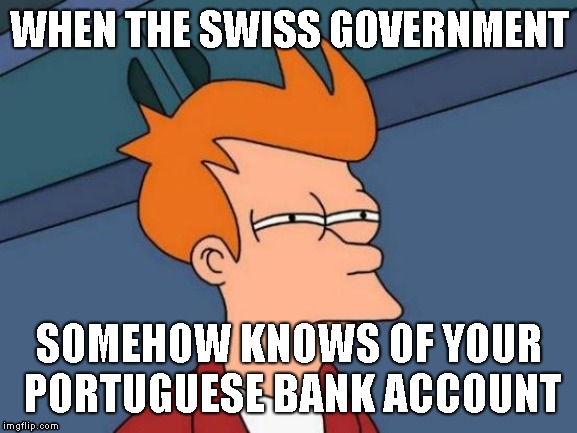 WHEN THE SWISS GOVERNMENT
SOMEHOW KNOWS OF YOUR
PORTUGUESE BANK ACCOUNT
imgflip.com